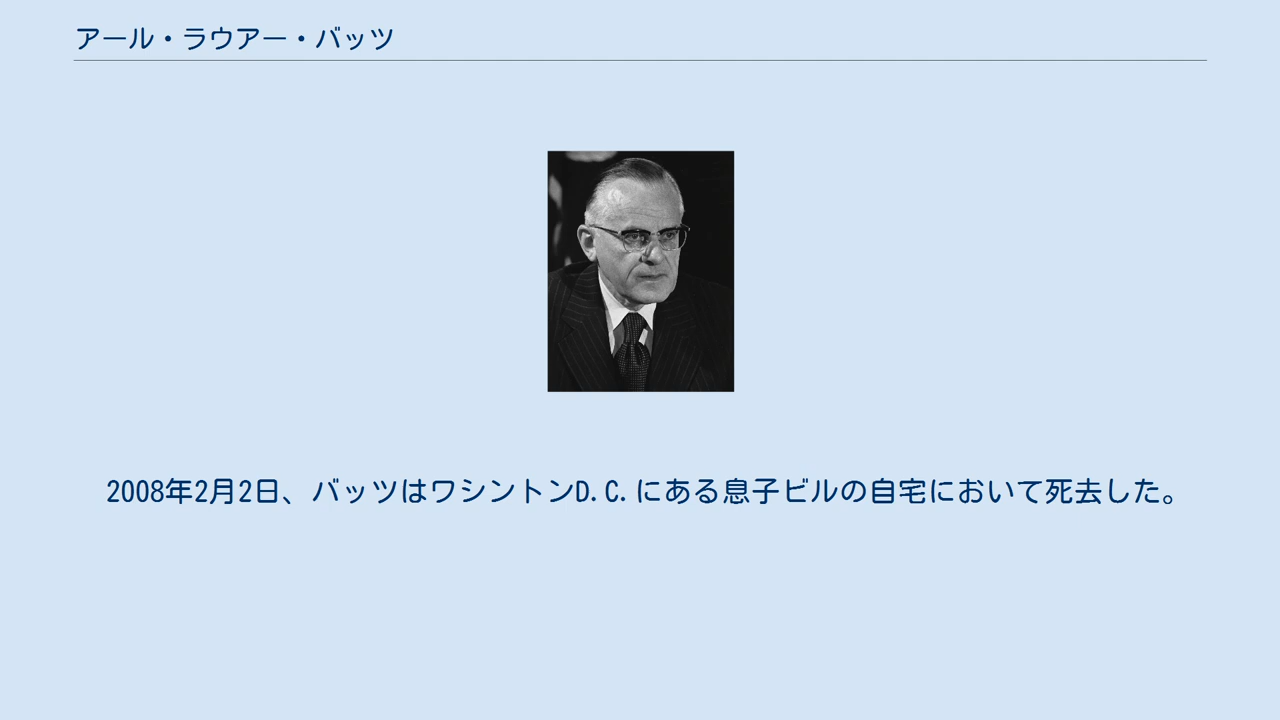 アール・ラウアー・バッツ
2008年2月2日、バッツはワシントンD.C.にある息子ビルの自宅において死去した。